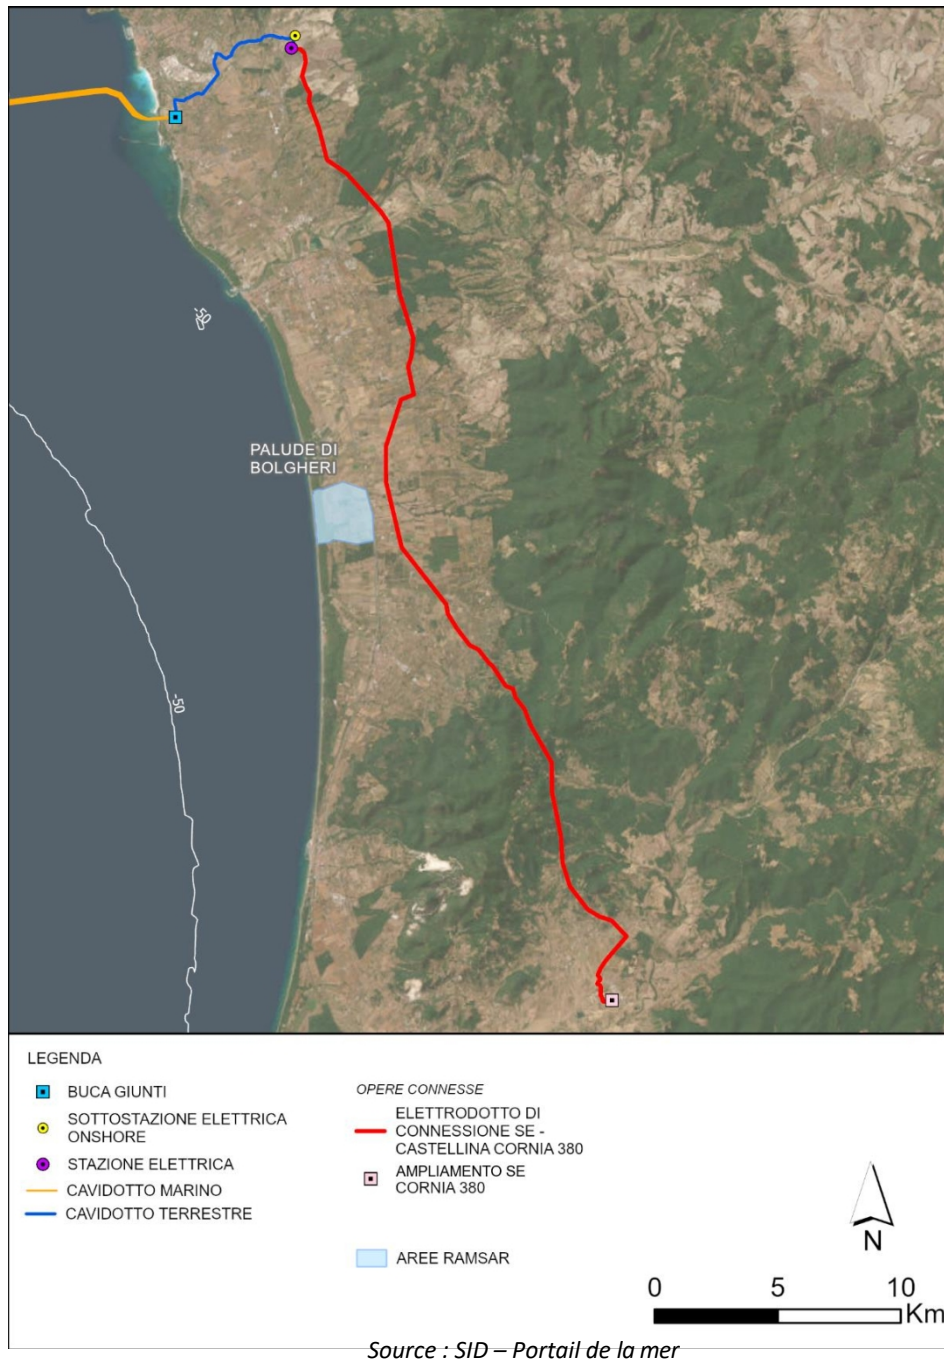 -50
PALUDE DI
BOLGHERI
-50
LEGENDA
BUCA GIUNTI
SOTTOSTAZIONE ELETTRICA
ONSHORE
STAZIONE ELETTRICA
CAVIDOTTO MARINO
CAVIDOTTO TERRESTRE
OPERE CONNESSE
ELETTRODOTTO DI
CONNESSIONE SE -
CASTELLINA CORNIA 380
AMPLIAMENTO SE
CORNIA 380
AREE RAMSAR
N
0 5 10
Km
Source : SID – Portail de la mer